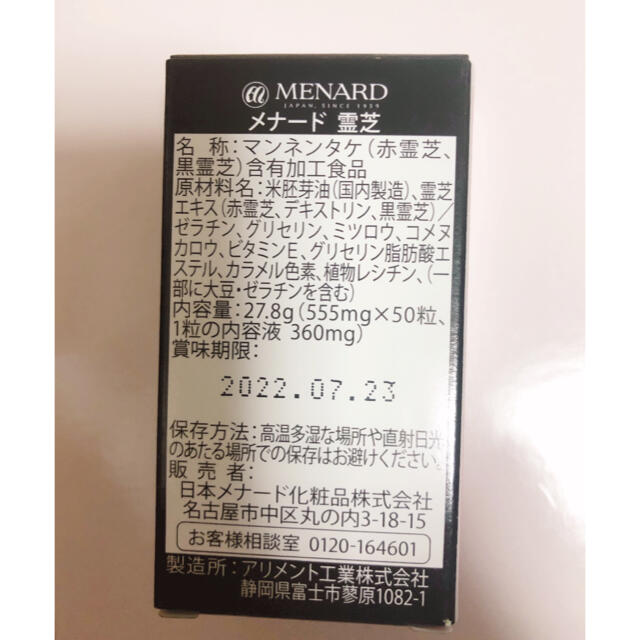 MENARD
JAPAN, SINCE 1959
メナード 霊芝
名 称:マンネンタケ(赤霊芝、
黒霊芝)含有加工食品
原材料名:米胚芽油(国内製造)、霊芝
エキス(赤霊芝、デキストリン、黒霊芝)/
ゼラチン、グリセリン、ミツロウ、コメヌ
カロウ、ビタミンE、グリセリン脂肪酸エ
ステル、カラメル色素、植物レシチン、(一
部に大豆・ゼラチンを含む)
内容量:27.8g(555mg×50粒、
1粒の内容液 360mg)
賞味期限:
2022.07.23
保存方法:高温多湿な場所や直射日光
のあたる場所での保存はお避けください。
販 売 者:
日本メナード化粧品株式会社
名古屋市中区丸の内3-18-15
お客様相談室 0120-164601
製造所:アリメント工業株式会社
静岡県富士市蓼原1082-1